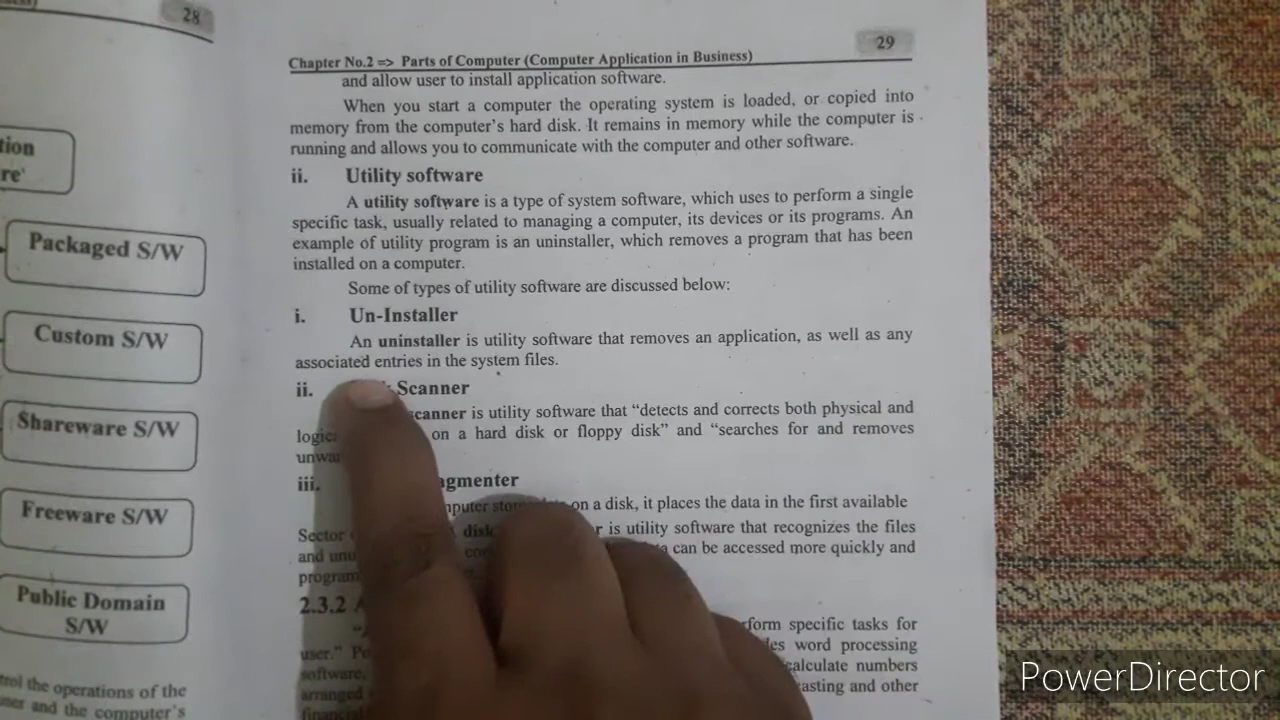 28
tion
re'
Packaged S/W
Custom S/W
Shareware S/W
Freeware S/W
Public Domain
S/W
trol the operations of the
user and the computer's
29
Chapter No.2 => Parts of Computer (Computer Application in Business)
and allow user to install application software.
When you start a computer the operating system is loaded, or copied into
memory from the computer's hard disk. It remains in memory while the computer is
running and allows you to communicate with the computer and other software.
ii. Utility software
A utility software is a type of system software, which uses to perform a single
specific task, usually related to managing a computer, its devices or its programs. An
example of utility program is an uninstaller, which removes a program that has been
installed on a computer.
Some of types of utility software are discussed below:
i. Un-Installer
An uninstaller is utility software that removes an application, as well as any
associated entries in the system files.
ii. Scanner
scanner is utility software that “detects and corrects both physical and
on a hard disk or floppy disk” and “searches for and removes
iii. agmenter
on a disk, it places the data in the first available
Sector is utility software that recognizes the files
and can be accessed more quickly and
program
2.3.2
form specific tasks for
user.” word processing
software, calculate numbers
arranged casting and other
financial
PowerDirector